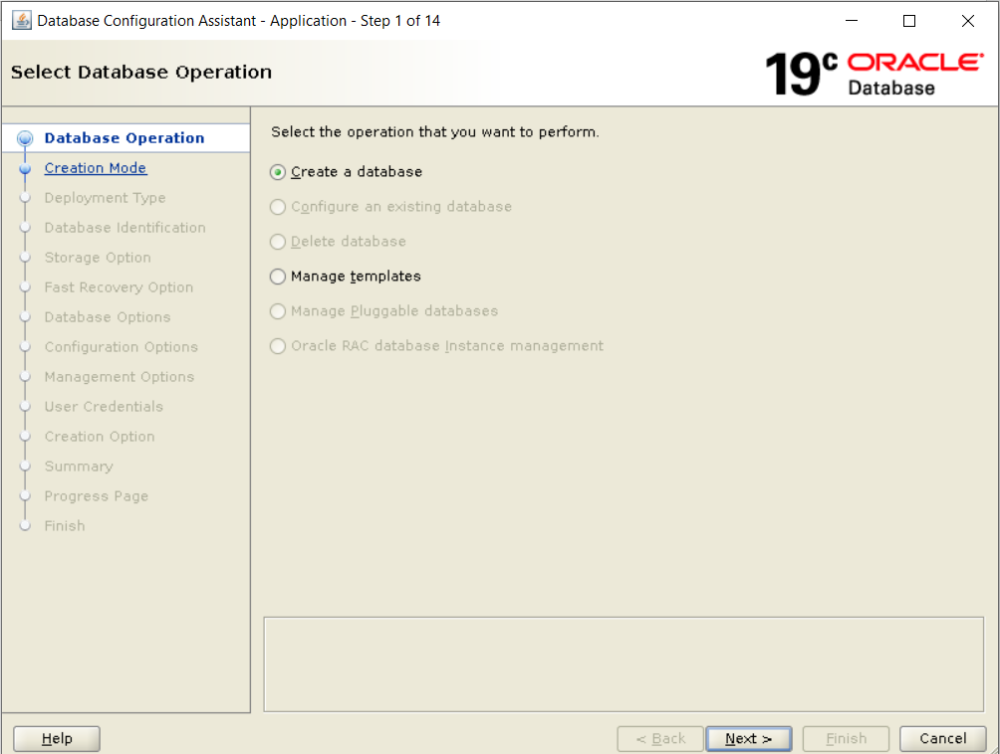 Database Configuration Assistant - Application - Step 1 of 14
Select Database Operation
19c ORACLE
Database
Database Operation
Creation Mode
Deployment Type
Database Identification
Storage Option
Fast Recovery Option
Database Options
Configuration Options
Management Options
User Credentials
Creation Option
Summary
Progress Page
Finish
Select the operation that you want to perform.
Create a database
Configure an existing database
Delete database
Manage templates
Manage Pluggable databases
Oracle RAC database Instance management
Help
< Back
Next >
Finish
Cancel